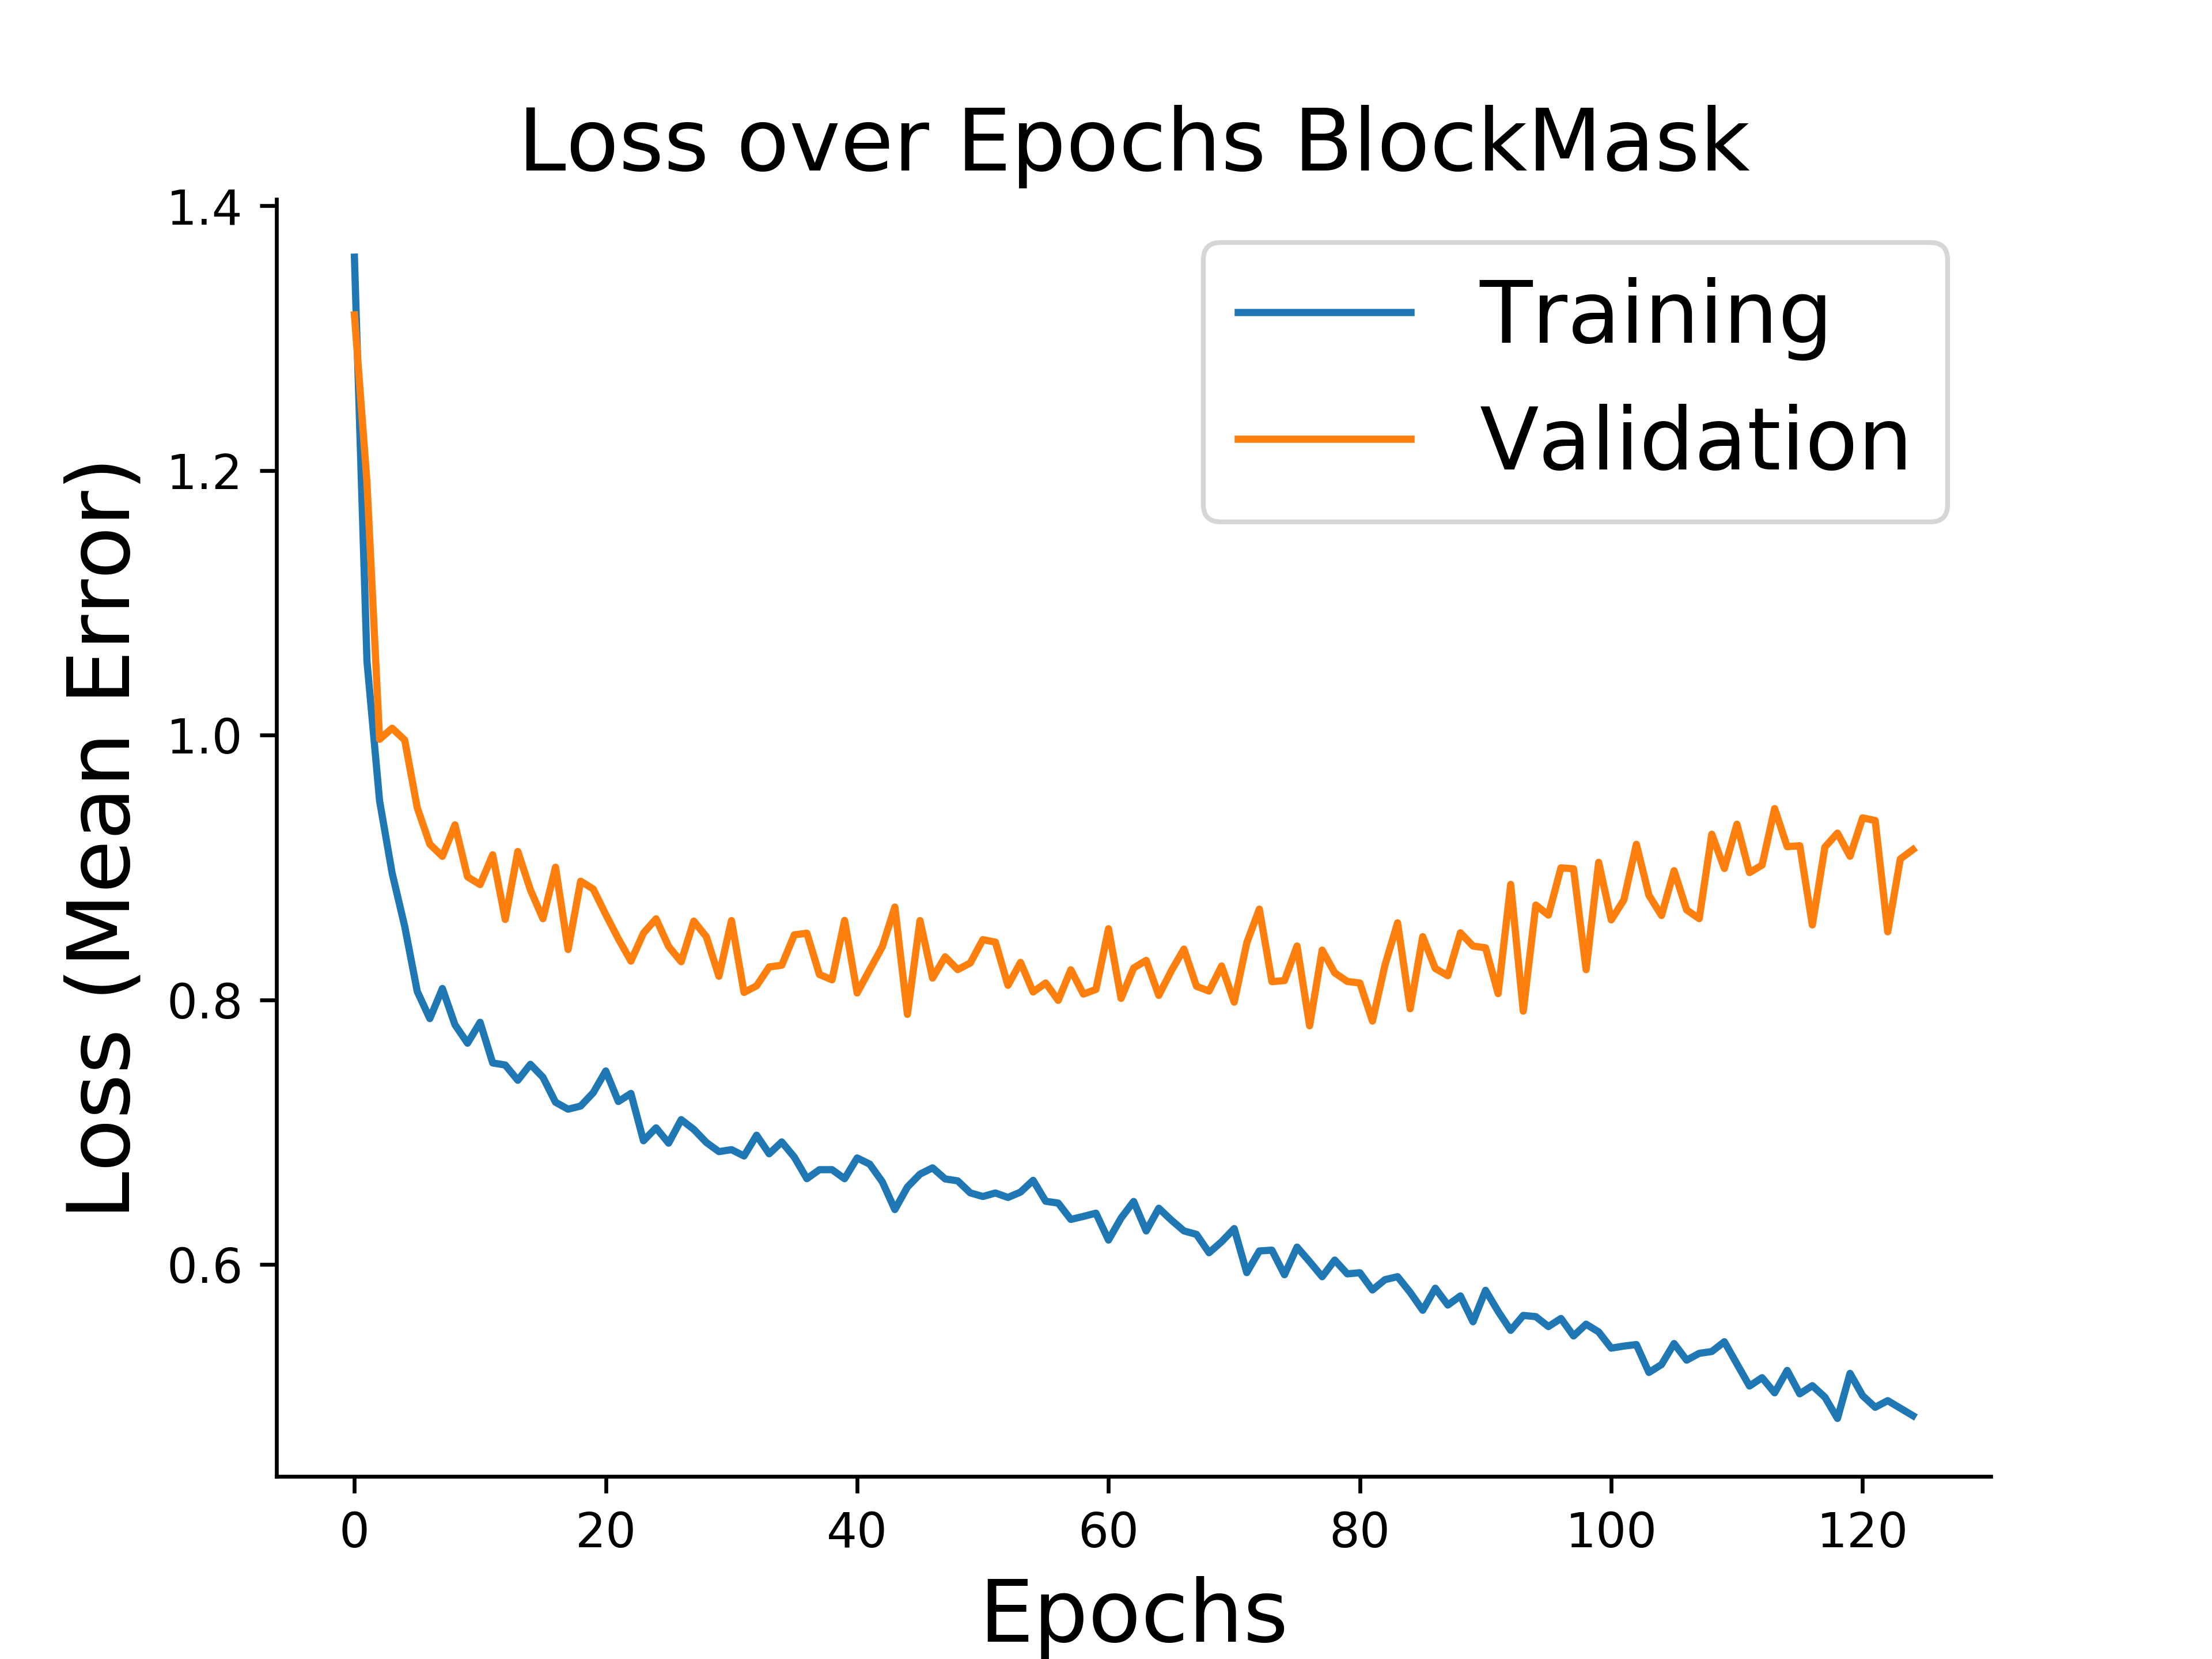 Loss over Epochs BlockMask
1.4
1.2
1.0
0.8
0.6
Loss (Mean Error)
Training
Validation
0 20 40 60 80 100 120
Epochs